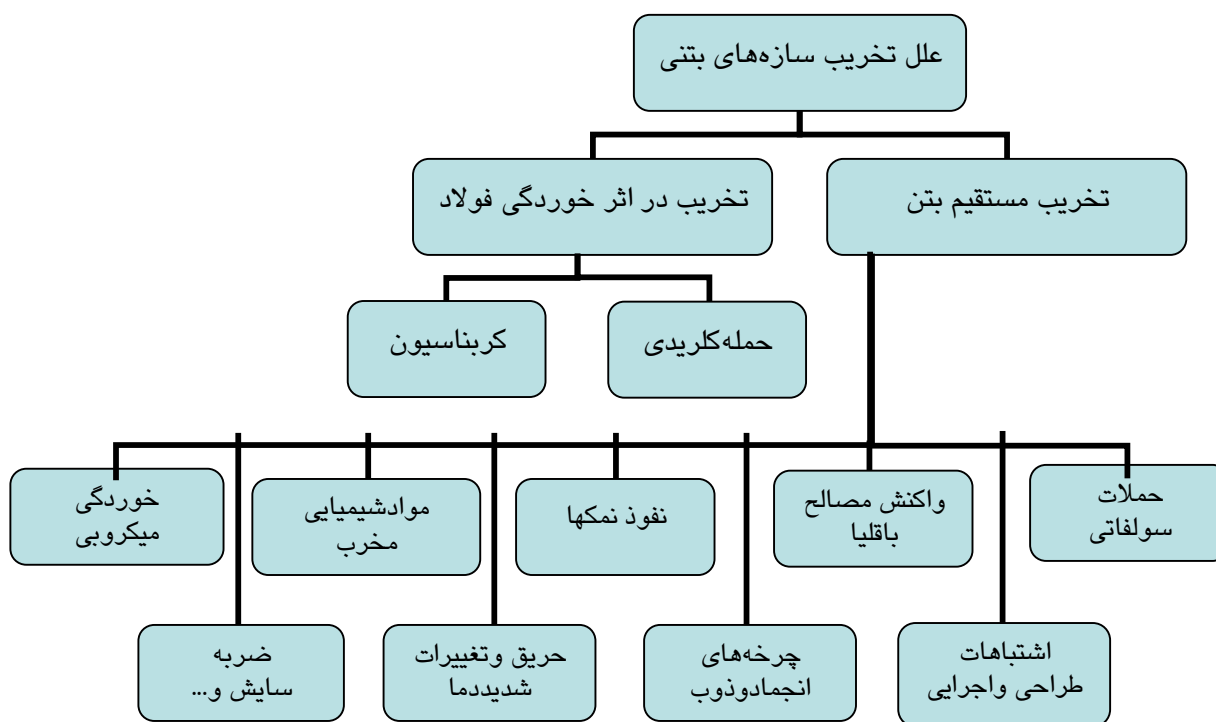 علل تخریب سازه‌های بتنی
تخریب مستقیم بتن
تخریب در اثر خوردگی فولاد
حمله‌کلریدی
کربناسیون
حملات
سولفاتی
واکنش مصالح
باقلیا
نفوذ نمکها
موادشیمیایی
مخرب
خوردگی
میکروبی
اشتباهات
طراحی واجرایی
چرخه‌های
انجمادوذوب
حریق وتغییرات
شدیددما
ضربه
سایش و...